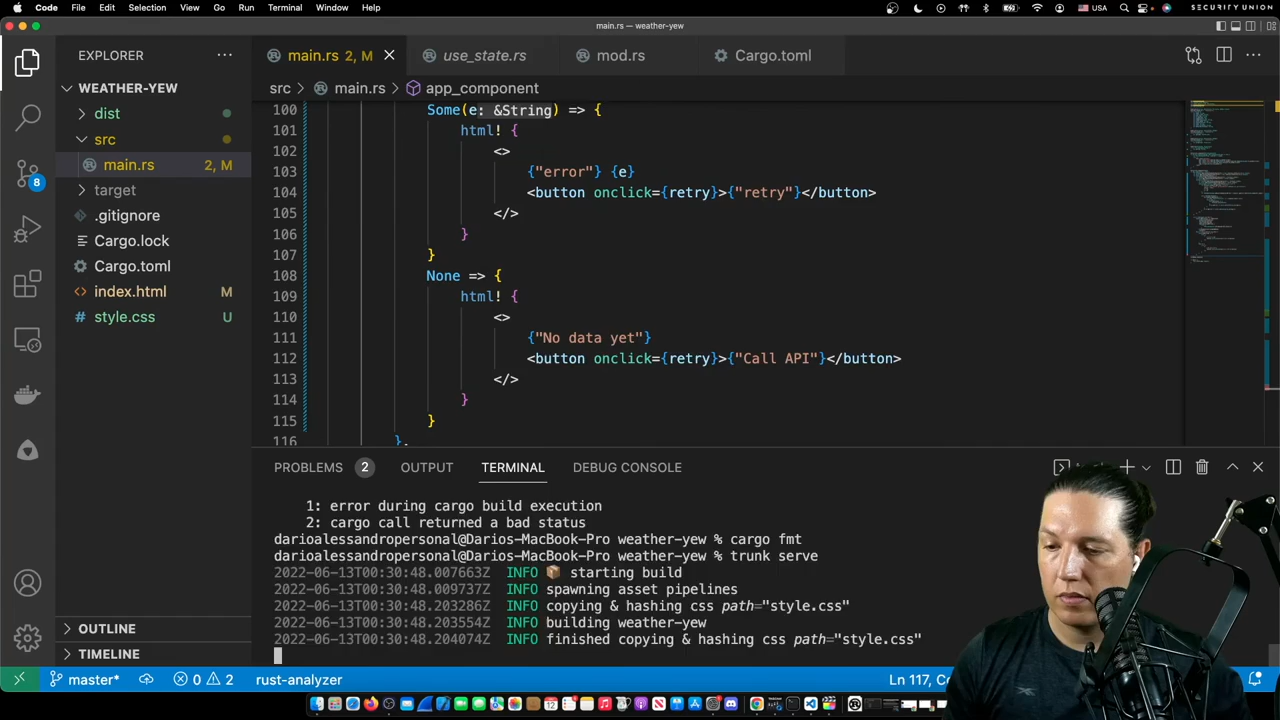 Code File Edit Selection View Go Run Terminal Window Help USA SECURITY UNION
main.rs — weather-yew
EXPLORER
main.rs 2, M
use_state.rs
mod.rs
Cargo.toml
WEATHER-YEW
src > main.rs > app_component
dist
src
main.rs 2, M
target
.gitignore
Cargo.lock
Cargo.toml
index.html M
style.css U
8
100 Some(e: &String) => {
101 html! {
102 <>
103 {"error"} {e}
104 <button onclick={retry}>{"retry"}</button>
105 </>
106 }
107 }
108 None => {
109 html! {
110 <>
111 {"No data yet"}
112 <button onclick={retry}>{"Call API"}</button>
113 </>
114 }
115 }
116 },
PROBLEMS 2 OUTPUT TERMINAL DEBUG CONSOLE
1: error during cargo build execution
2: cargo call returned a bad status
darioalessandropersonal@Darios-MacBook-Pro weather-yew % cargo fmt
darioalessandropersonal@Darios-MacBook-Pro weather-yew % trunk serve
2022-06-13T00:30:48.007663Z INFO 📦 starting build
2022-06-13T00:30:48.009737Z INFO spawning asset pipelines
2022-06-13T00:30:48.203286Z INFO copying & hashing css path="style.css"
2022-06-13T00:30:48.203554Z INFO building weather-yew
2022-06-13T00:30:48.204074Z INFO finished copying & hashing css path="style.css"
OUTLINE
TIMELINE
master* 0 2 rust-analyzer
Ln 117,